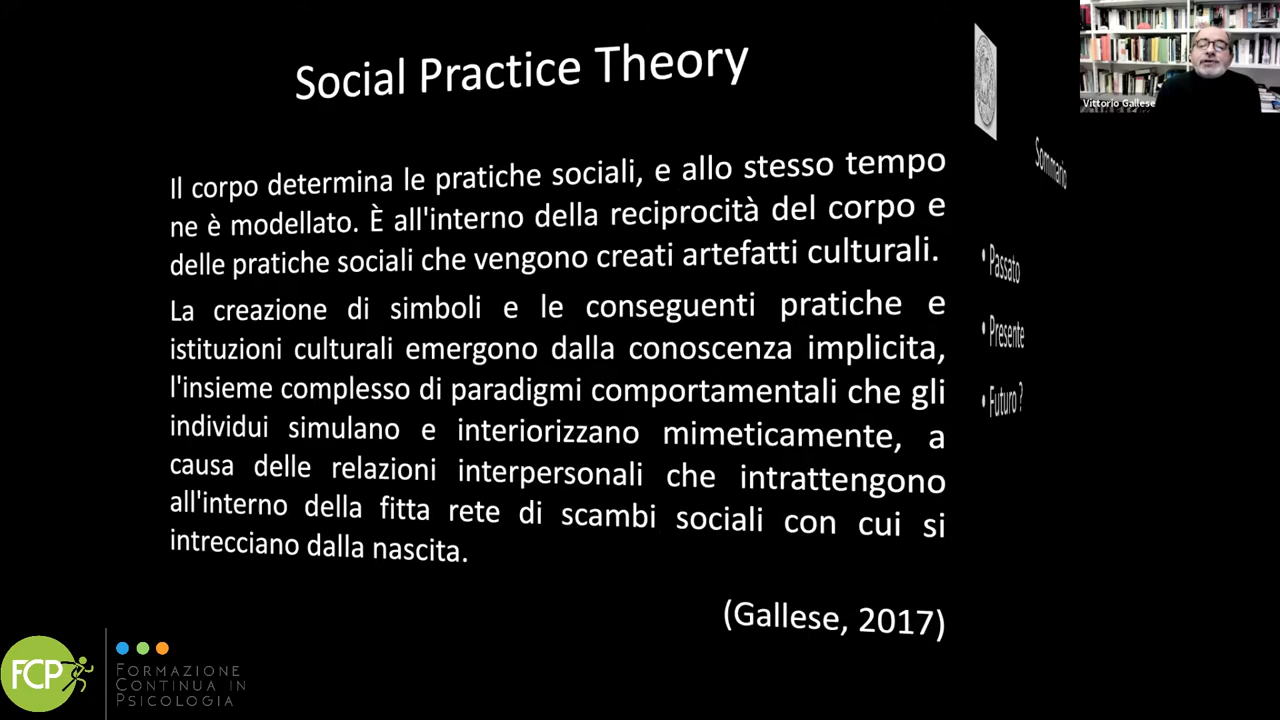 Social Practice Theory
Il corpo determina le pratiche sociali, e allo stesso tempo
ne è modellato. È all'interno della reciprocità del corpo e
delle pratiche sociali che vengono creati artefatti culturali.
La creazione di simboli e le conseguenti pratiche e
istituzioni culturali emergono dalla conoscenza implicita,
l'insieme complesso di paradigmi comportamentali che gli
individui simulano e interiorizzano mimeticamente, a
causa delle relazioni interpersonali che intrattengono
all'interno della fitta rete di scambi sociali con cui si
intrecciano dalla nascita.
(Gallese, 2017)
Sommario
• Passato
• Presente
• Futuro ?
Vittorio Gallese
FCP
FORMAZIONE
CONTINUA IN
PSICOLOGIA